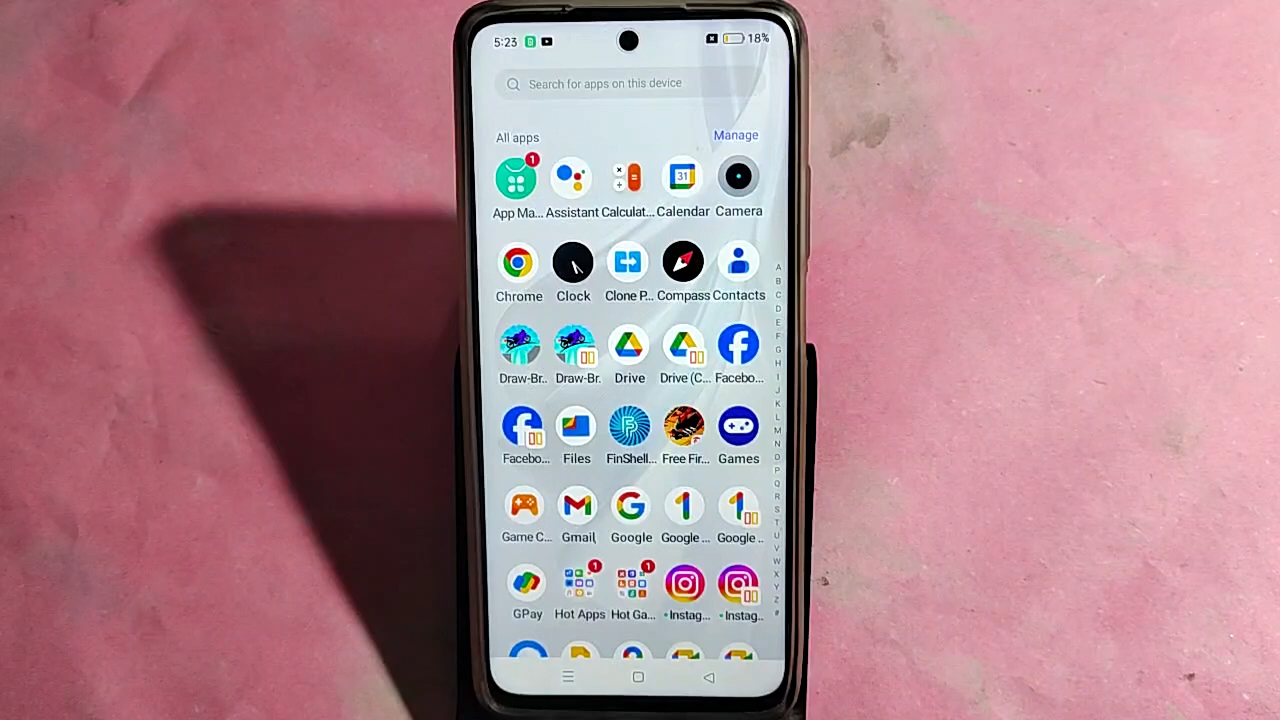 5:23 18%
Search for apps on this device
All apps Manage
1
App Ma... Assistant Calculat... 31 Calendar Camera
Chrome Clock Clone P... Compass Contacts
Draw-Br.. Draw-Br. Drive Drive (C... Facebo...
Facebo... Files FinShell... Free Fir... Games
Game C... Gmail Google Google ... Google ..
1 1
GPay Hot Apps Hot Ga... Instag... Instag..
A
B
C
D
E
F
G
H
I
J
K
L
M
N
O
P
Q
R
S
T
U
V
W
X
Y
Z
#